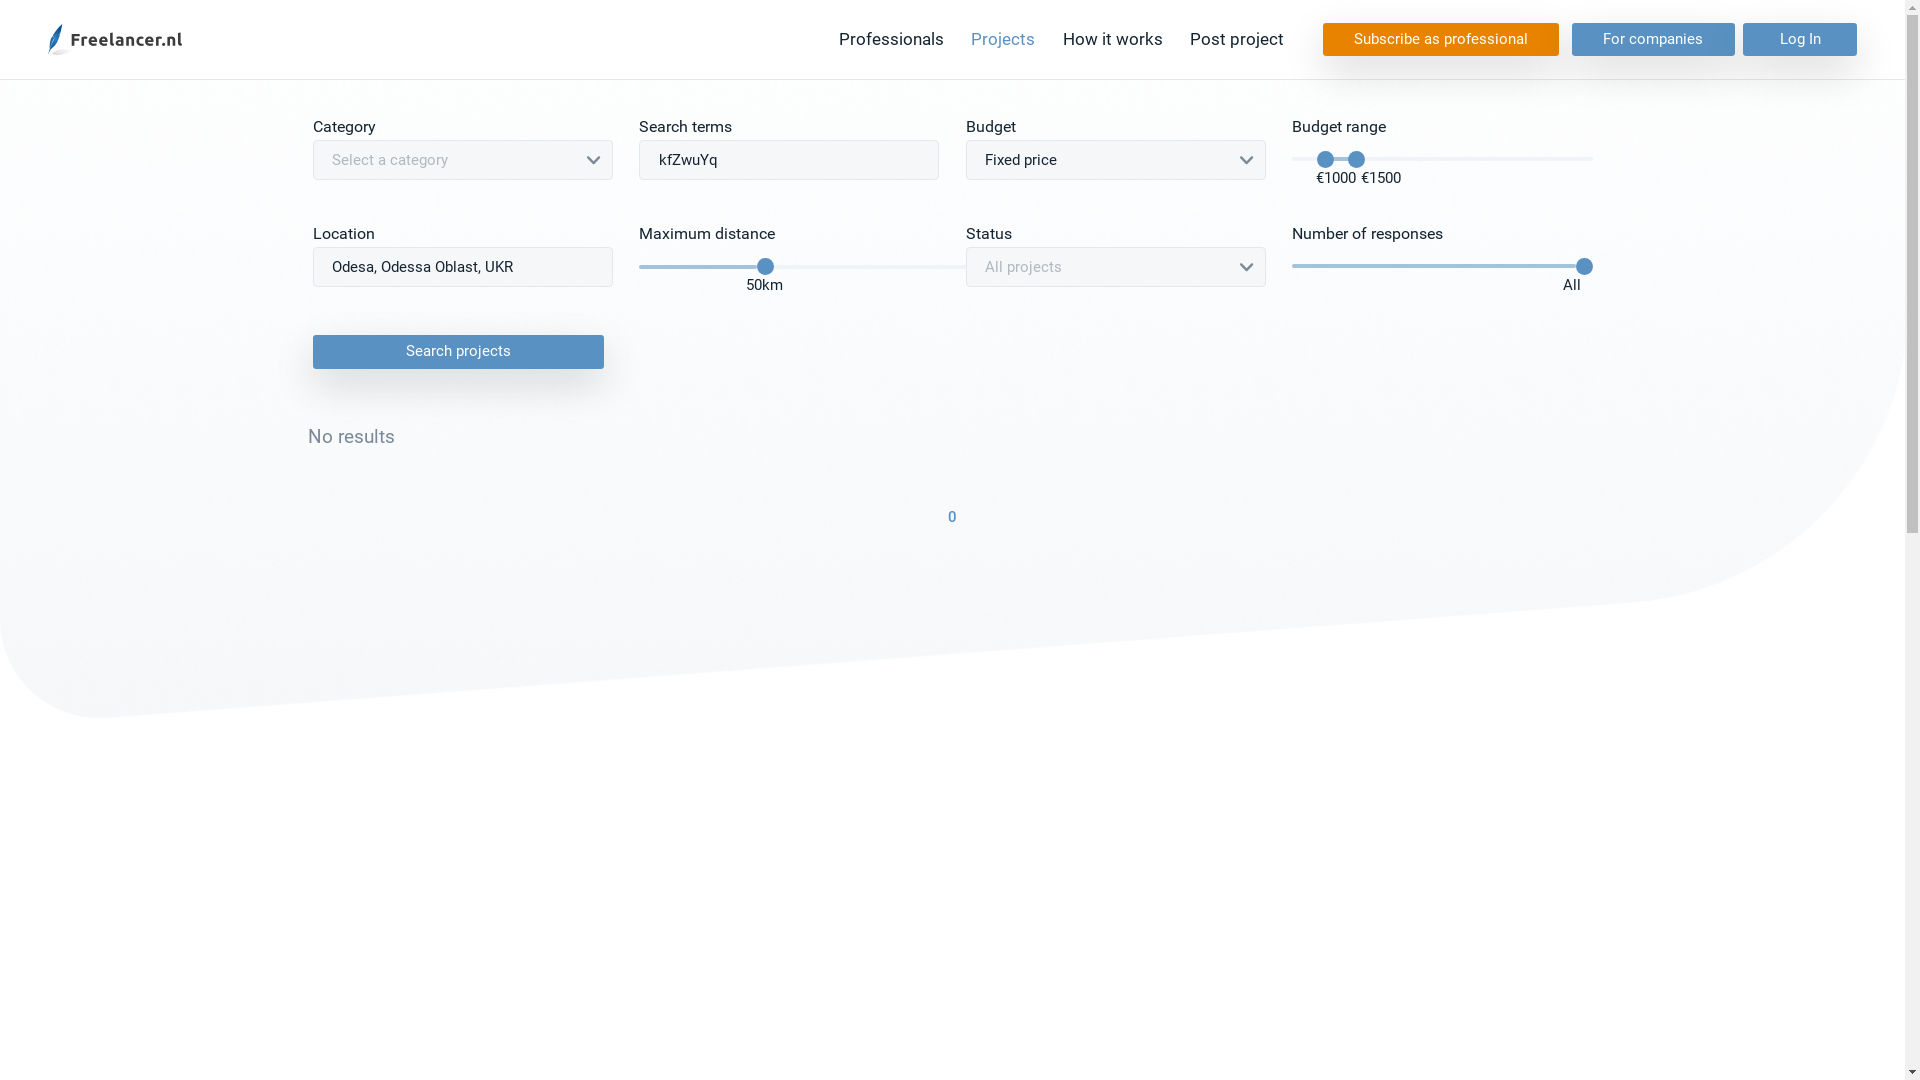 Freelancer.nl
Professionals
Projects
How it works
Post project
Subscribe as professional
For companies
Log In
Category
Search terms
Budget
Budget range
Select a category
kfZwuYq
Fixed price
€1000 €1500
Location
Maximum distance
Status
Number of responses
Odesa, Odessa Oblast, UKR
50km
All projects
All
Search projects
No results
0